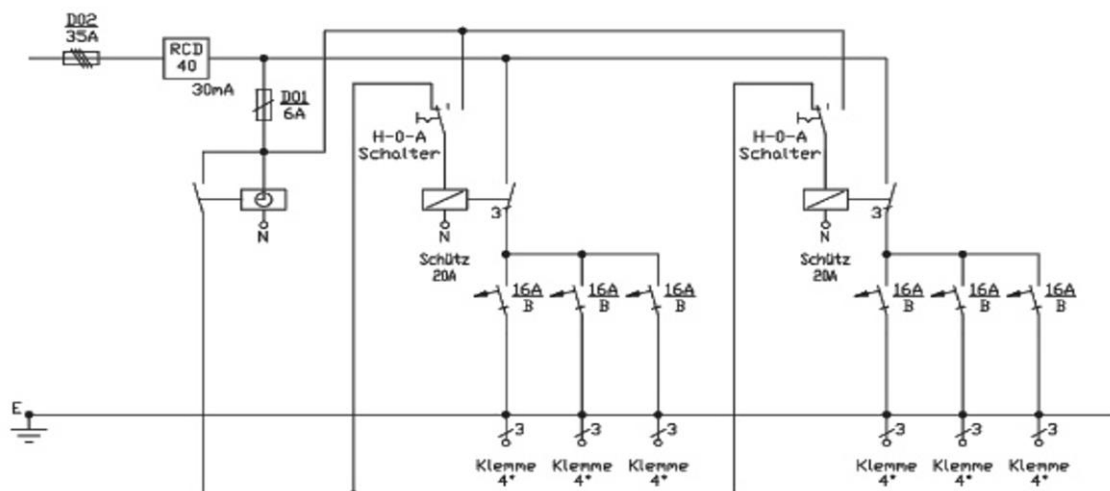 D02
35A
RCD
40
30mA
D01
6A
H-0-A
Schalter
H-0-A
Schalter
3
3
N
N
N
Schütz
20A
Schütz
20A
16A
B
16A
B
16A
B
16A
B
16A
B
16A
B
E
3
3
3
3
3
3
Klemme
4*
Klemme
4*
Klemme
4*
Klemme
4*
Klemme
4*
Klemme
4*